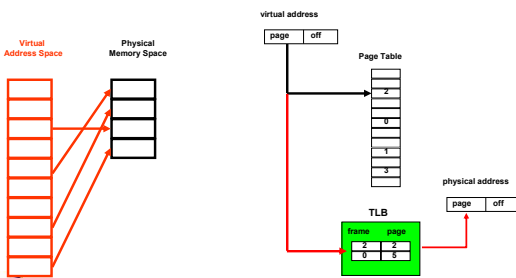 Virtual
Address Space
Physical
Memory Space
virtual address
page off
Page Table
2
0
1
3
physical address
page off
TLB
frame page
2 2
0 5